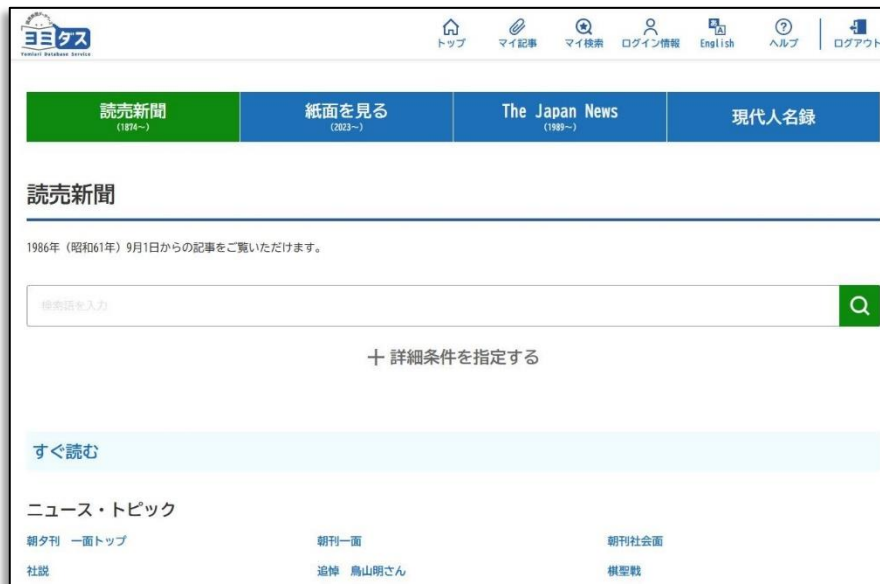 ヨミダス
Yomiuri Database Service
トップ
マイ記事
マイ検索
ログイン情報
English
ヘルプ
ログアウト
読売新聞
(1874~)
紙面を見る
(2023~)
The Japan News
(1989~)
現代人名録
読売新聞
1986年（昭和61年）9月1日からの記事をご覧いただけます。
検索語を入力
＋詳細条件を指定する
すぐ読む
ニュース・トピック
朝夕刊　一面トップ
朝刊一面
朝刊社会面
社説
追悼　鳥山明さん
棋聖戦